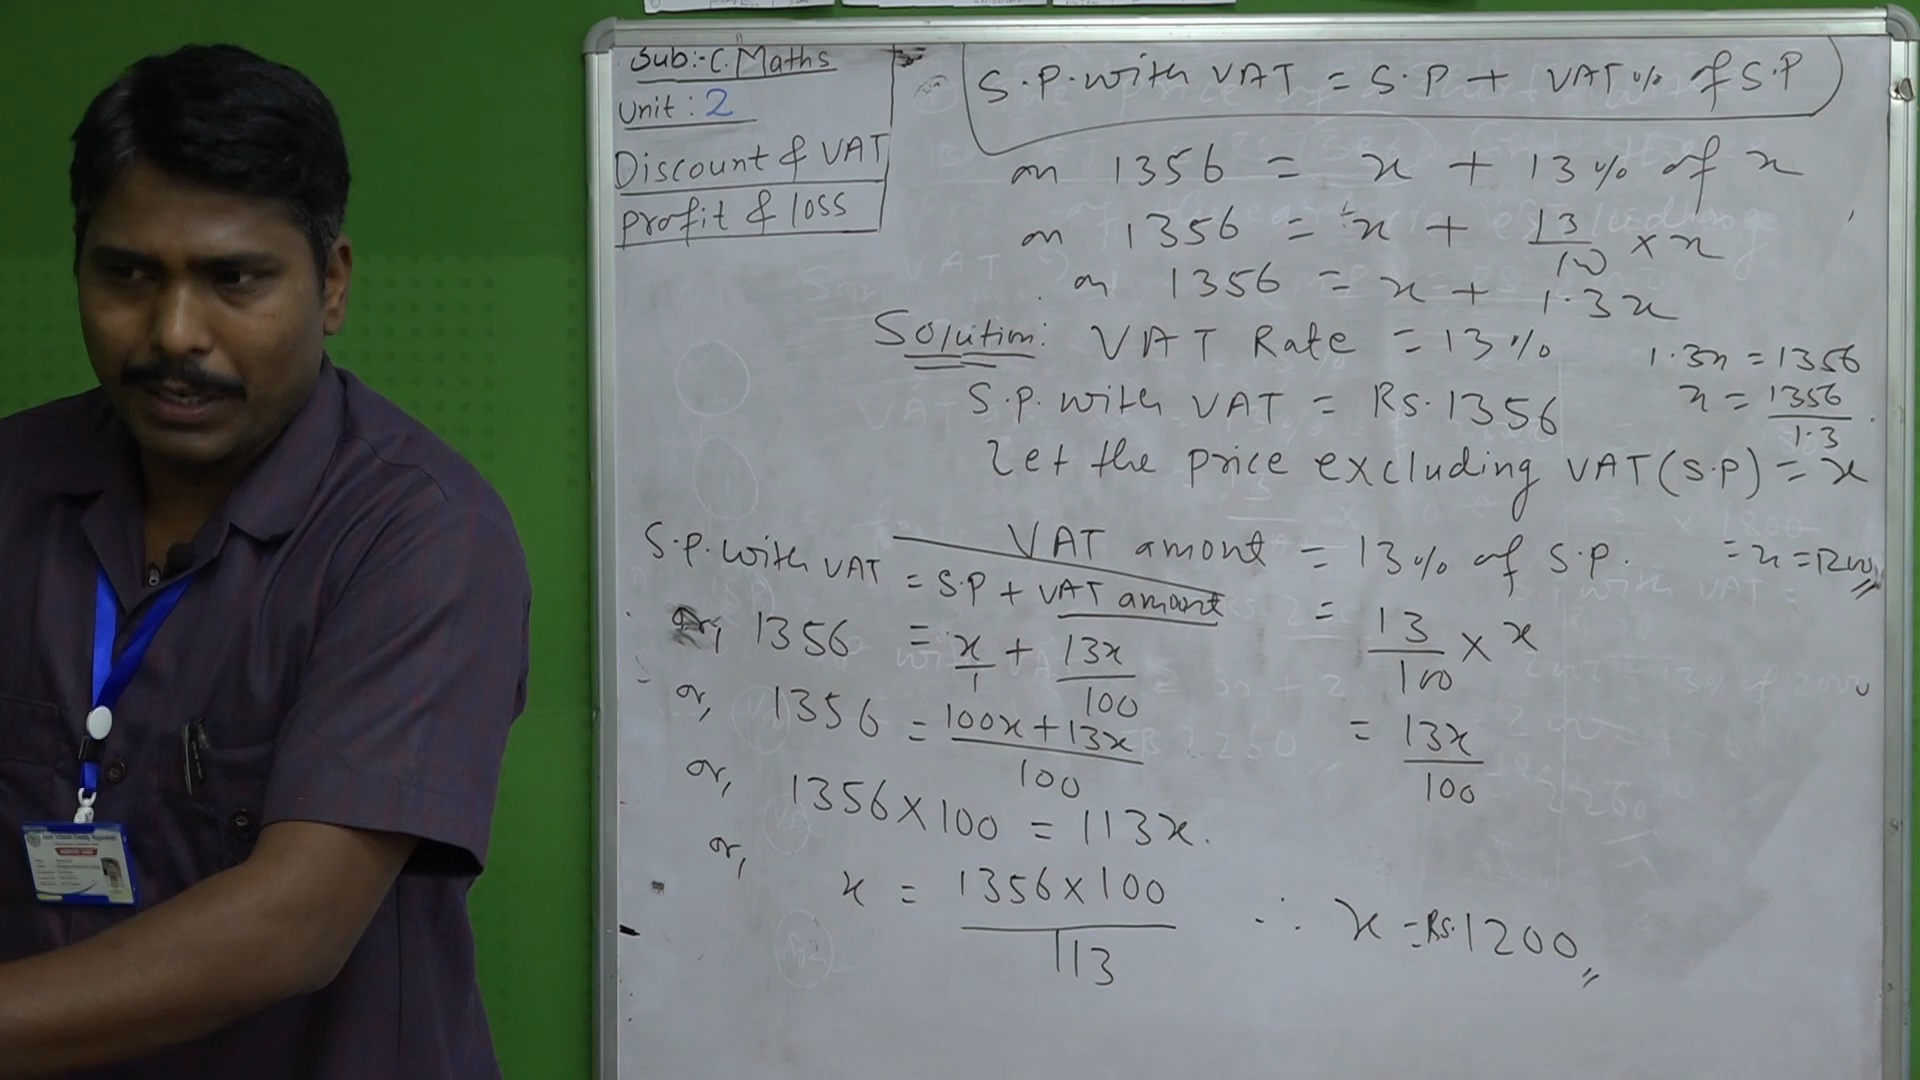 Sub:- C. Maths
Unit : 2
Discount & VAT
profit & loss
S.P. with VAT = S.P + VAT % of S.P
or 1356 = x + 13% of x
or 1356 = x + 13/10 × x
or 1356 = x + 1.3x
Solution: VAT Rate = 13%
1.3x = 1356
S.P. with VAT = Rs. 1356
x = 1356/1.3
Let the price excluding VAT (S.P) = x
VAT amont = 13% of S.P.
= x = 1200
S.P. with VAT = S.P + VAT amount
= 13/100 × x
or, 1356 = x/1 + 13x/100
or, 1356 = 100x + 13x/100
= 13x/100
or, 1356 × 100 = 113x.
or,
x = 1356 × 100/113
∴ x = Rs. 1200